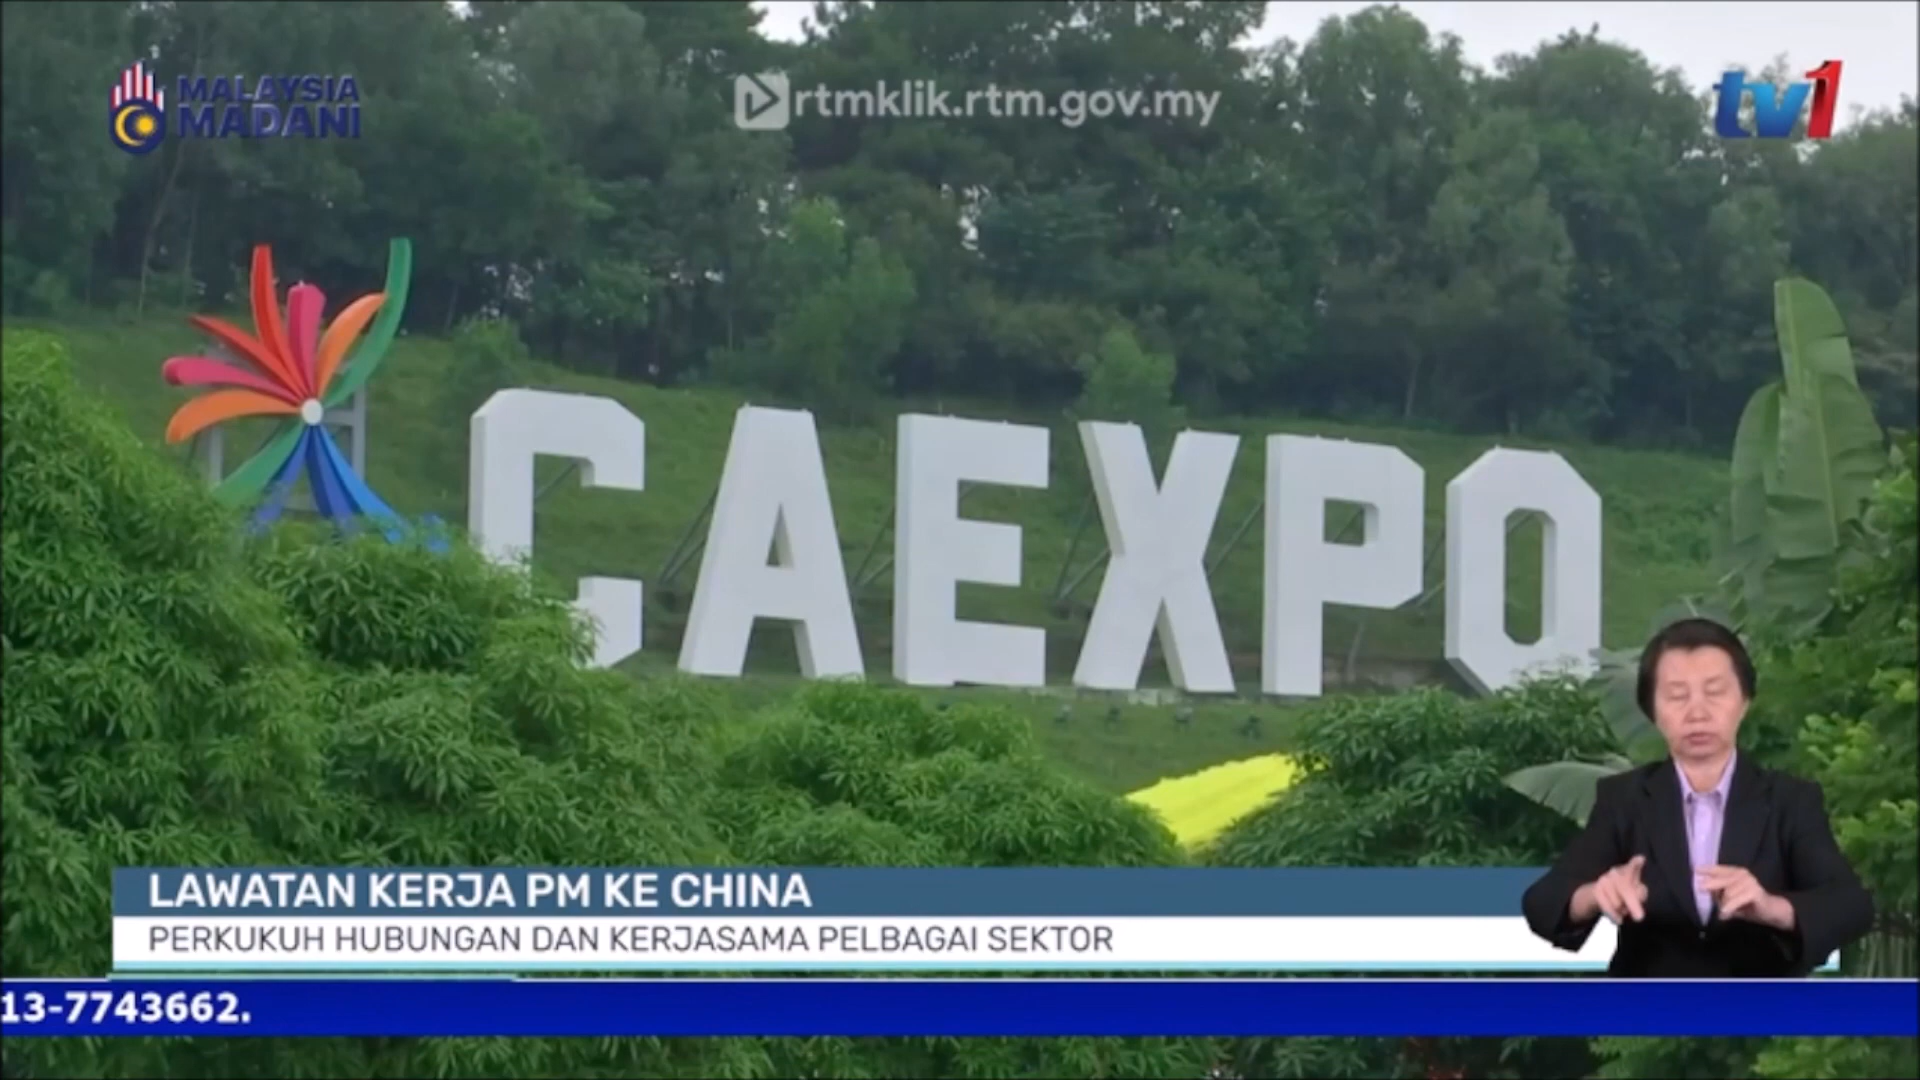 MALAYSIA
MADANI
rtmklik.rtm.gov.my
tv1
CAEXPO
LAWATAN KERJA PM KE CHINA
PERKUKUH HUBUNGAN DAN KERJASAMA PELBAGAI SEKTOR
13-7743662.